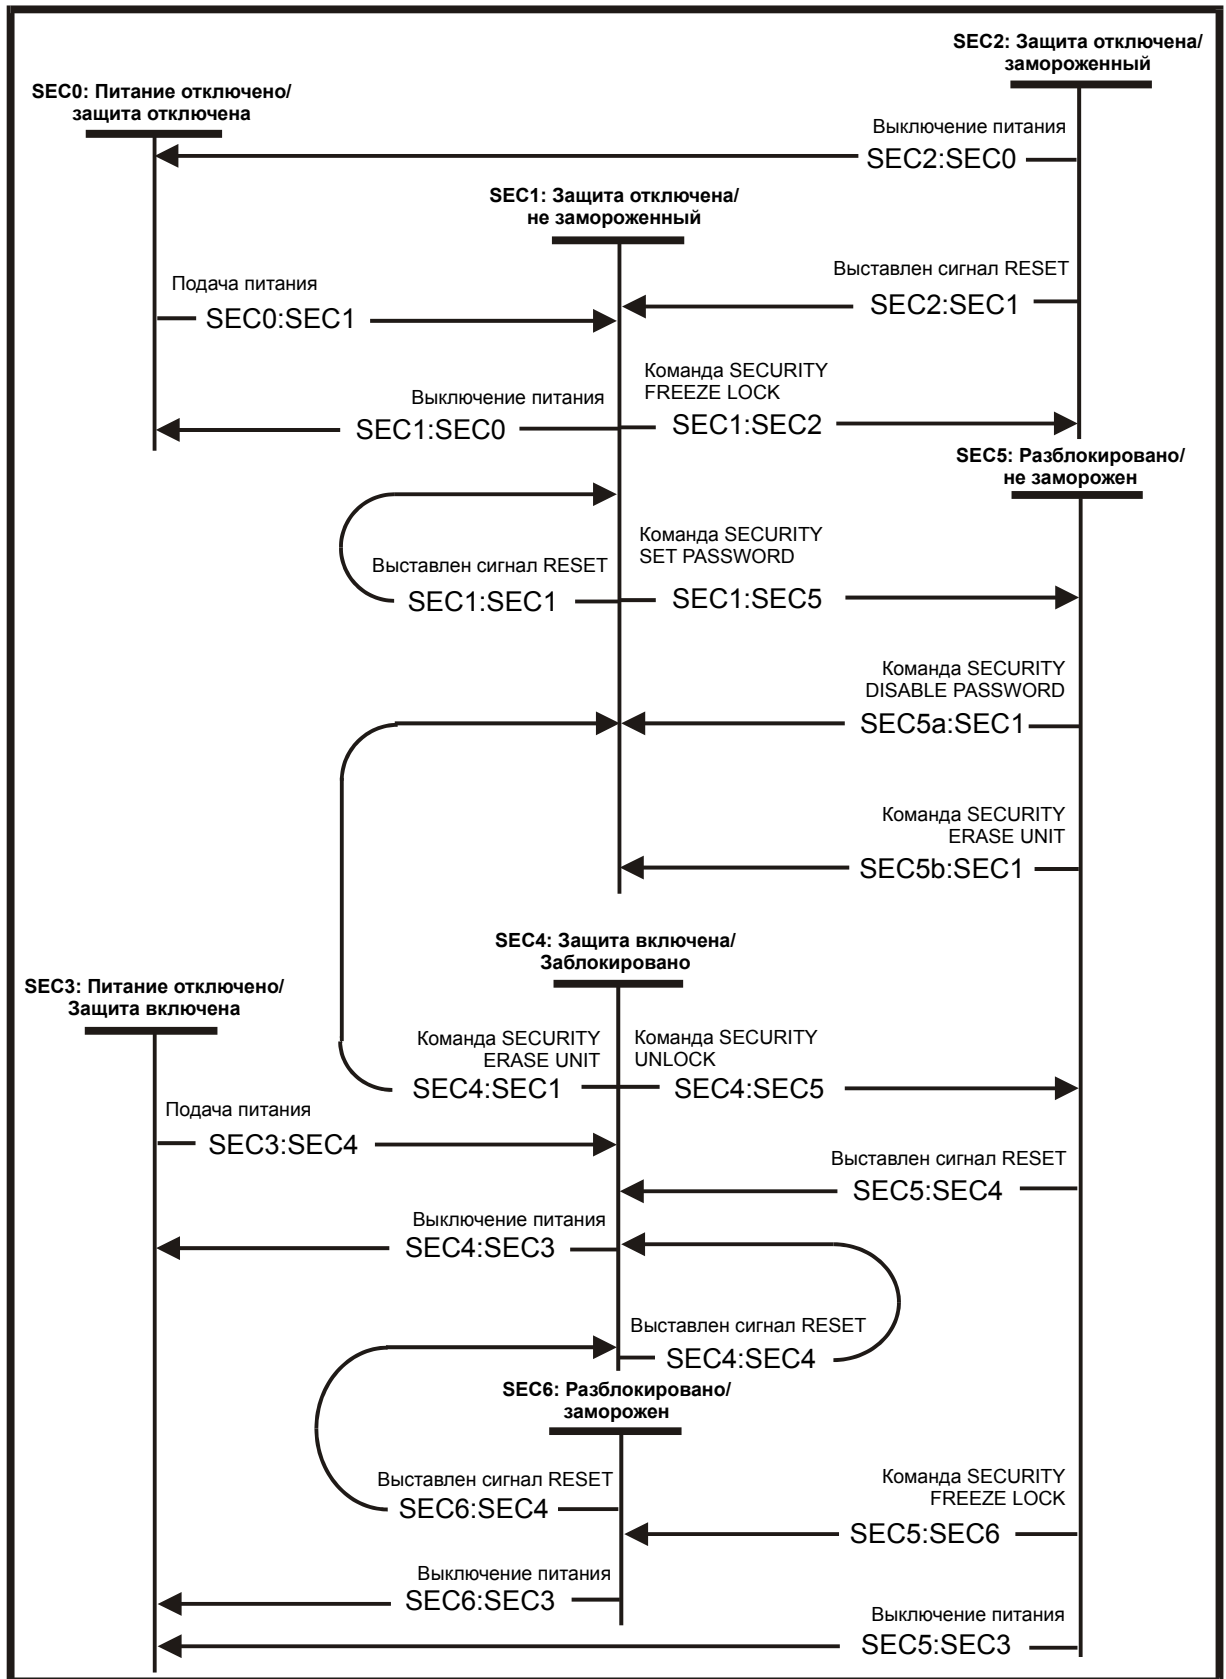 SEC2: Защита отключена/
замороженный
SEC0: Питание отключено/
защита отключена
Выключение питания
SEC2:SEC0
SEC1: Защита отключена/
не замороженный
Выставлен сигнал RESET
SEC2:SEC1
Подача питания
SEC0:SEC1
Команда SECURITY
FREEZE LOCK
Выключение питания
SEC1:SEC0
SEC1:SEC2
SEC5: Разблокировано/
не заморожен
Команда SECURITY
SET PASSWORD
Выставлен сигнал RESET
SEC1:SEC1
SEC1:SEC5
Команда SECURITY
DISABLE PASSWORD
SEC5a:SEC1
Команда SECURITY
ERASE UNIT
SEC5b:SEC1
SEC4: Защита включена/
Заблокировано
SEC3: Питание отключено/
Защита включена
Команда SECURITY
ERASE UNIT
SEC4:SEC1
Команда SECURITY
UNLOCK
SEC4:SEC5
Подача питания
SEC3:SEC4
Выставлен сигнал RESET
SEC5:SEC4
Выключение питания
SEC4:SEC3
Выставлен сигнал RESET
SEC4:SEC4
SEC6: Разблокировано/
заморожен
Выставлен сигнал RESET
SEC6:SEC4
Команда SECURITY
FREEZE LOCK
SEC5:SEC6
Выключение питания
SEC6:SEC3
Выключение питания
SEC5:SEC3